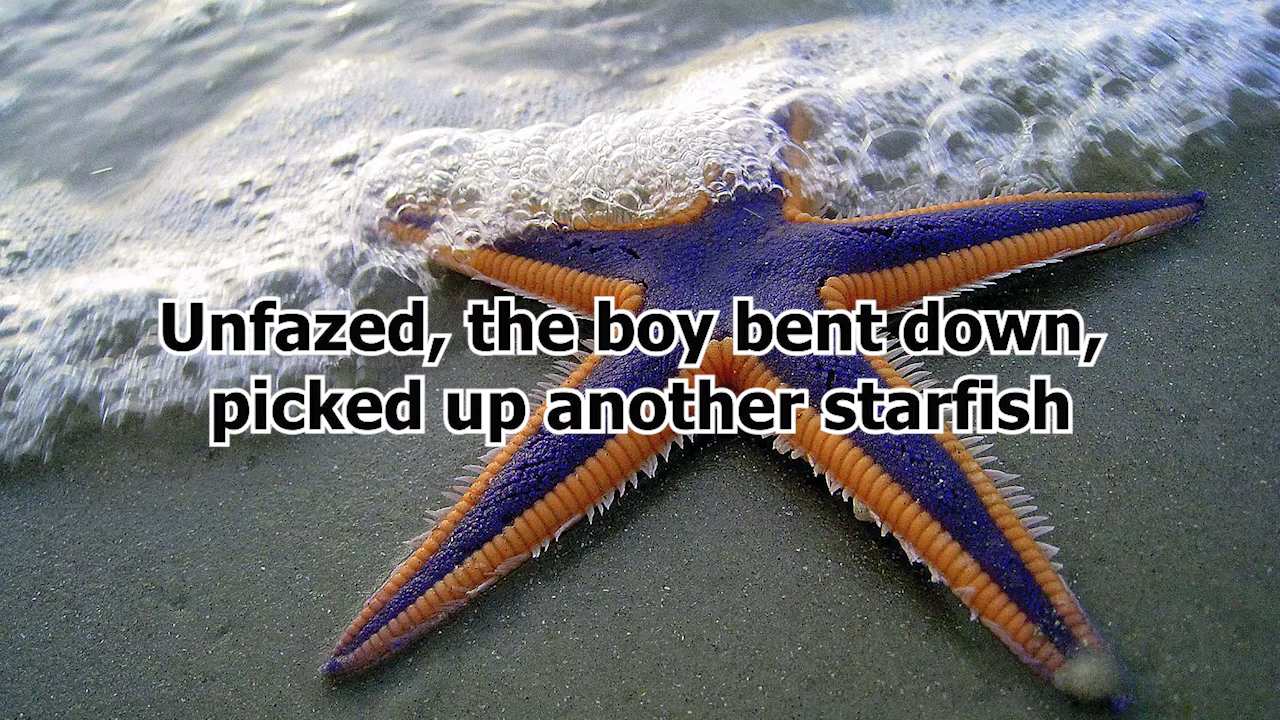 Unfazed, the boy bent down,
picked up another starfish